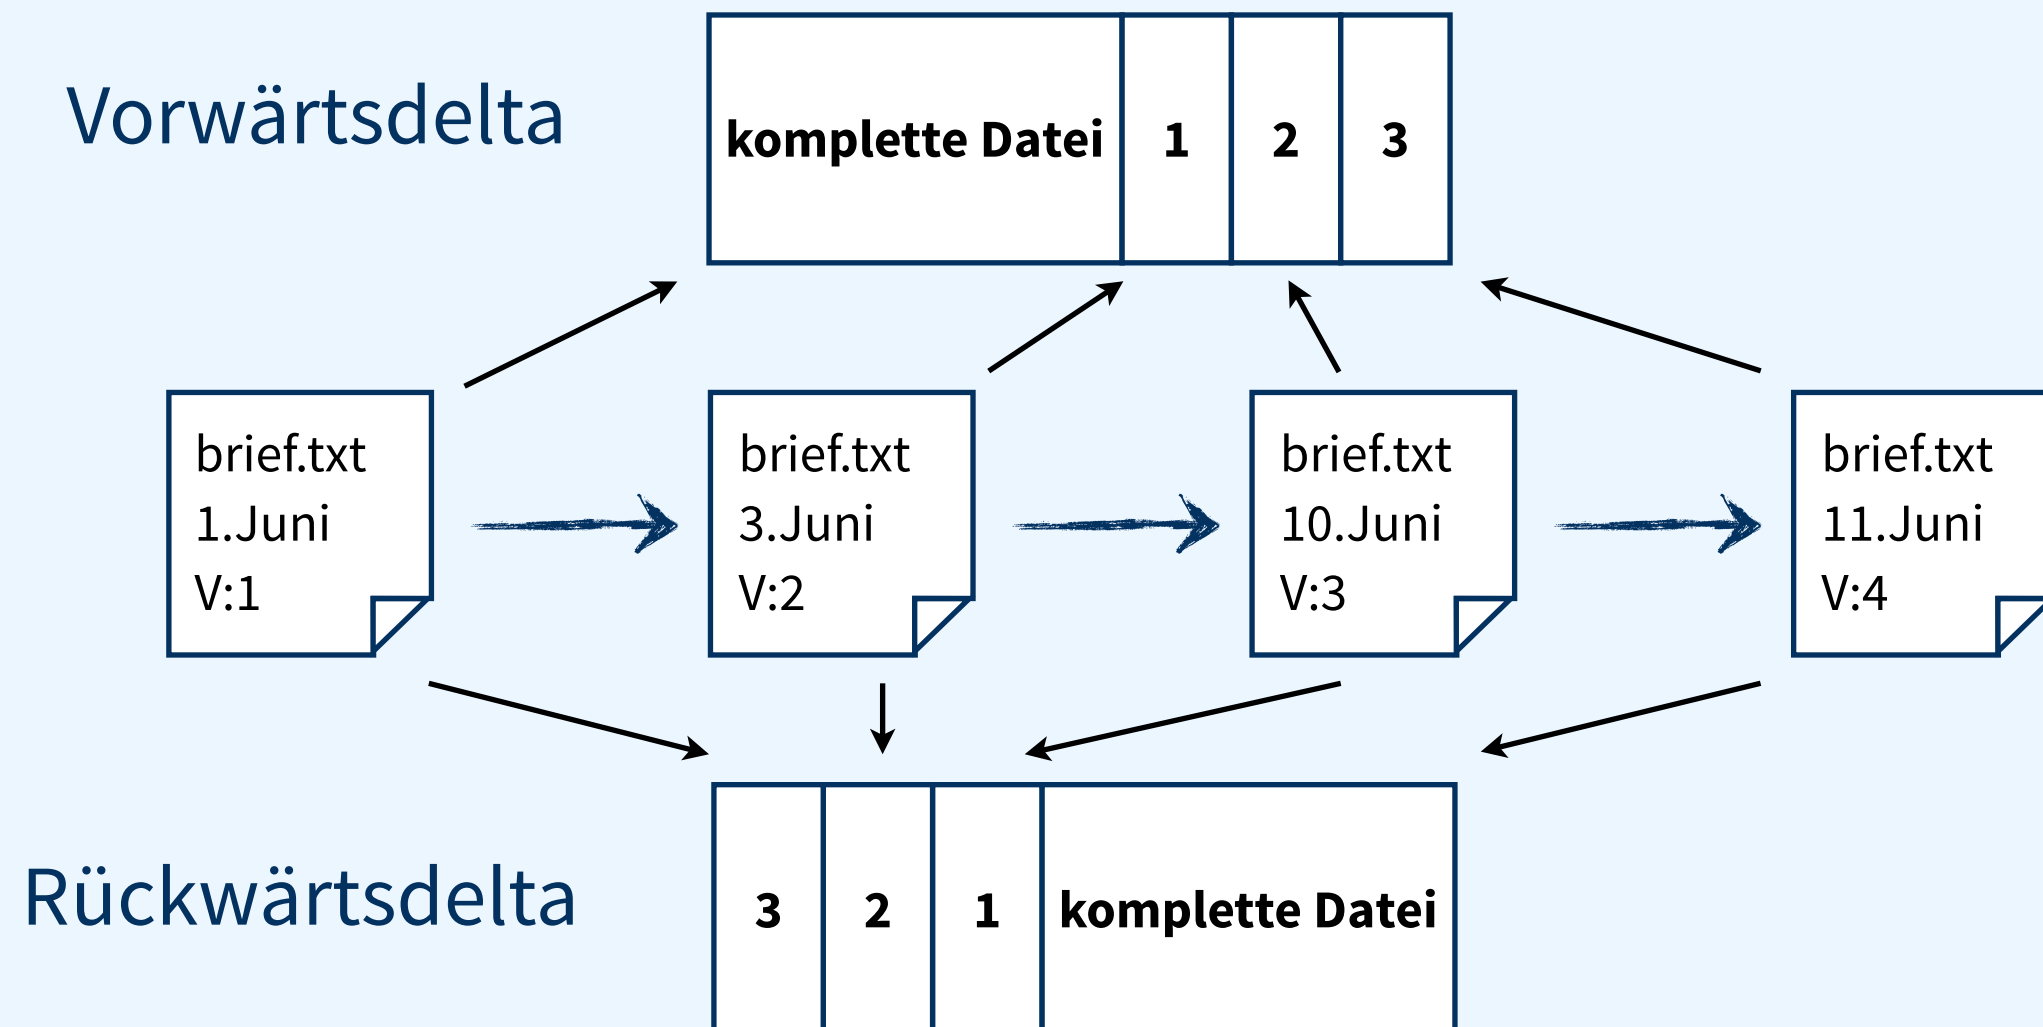 Vorwärtsdelta
komplette Datei 1 2 3
brief.txt
1.Juni
V:1
brief.txt
3.Juni
V:2
brief.txt
10.Juni
V:3
brief.txt
11.Juni
V:4
Rückwärtsdelta
3 2 1 komplette Datei